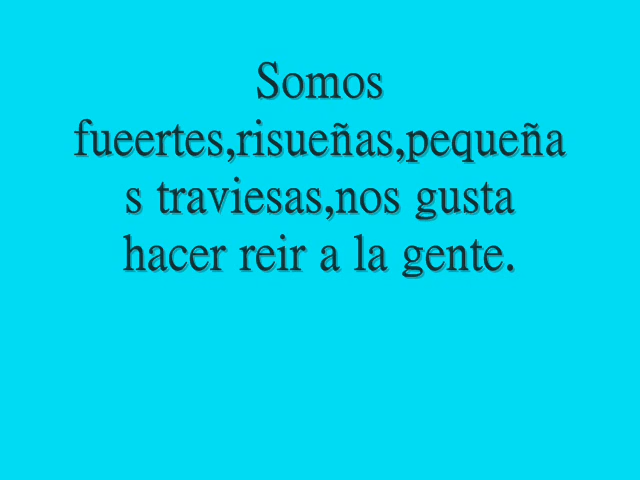 Somos
fueertes,risueñas,pequeña
s traviesas,nos gusta
hacer reir a la gente.